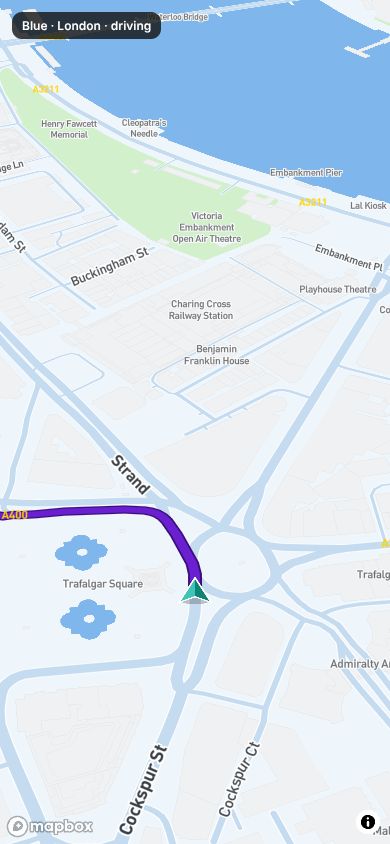 Blue · London · driving
Waterloo Bridge
A3211
Henry Fawcett
Memorial
Cleopatra's
Needle
Embankment Pier
A3211
Lal Kiosk
Victoria
Embankment
Open Air Theatre
Buckingham St
Embankment Pl
Playhouse Theatre
Charing Cross
Railway Station
Benjamin
Franklin House
Strand
A400
Trafalgar Square
Trafalg
Admiralty Ar
Cockspur St
Cockspur Ct
mapbox